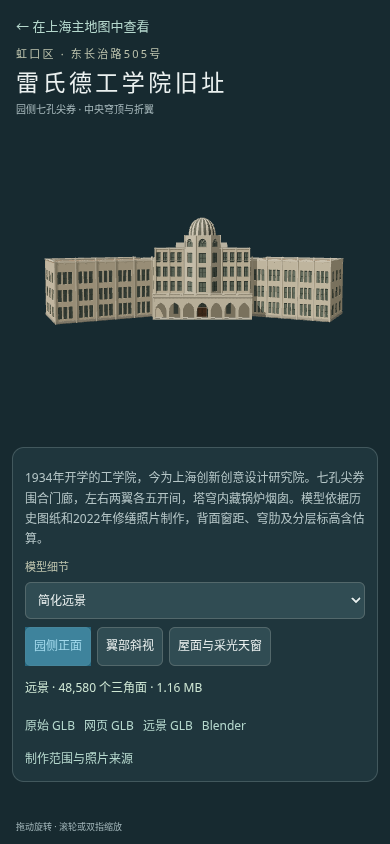 ← 在上海主地图中查看
虹口区 · 东长治路505号
雷氏德工学院旧址
园侧七孔尖券 · 中央穹顶与折翼
1934年开学的工学院，今为上海创新创意设计研究院。七孔尖券
围合门廊，左右两翼各五开间，塔穹内藏锅炉烟囱。模型依据历
史图纸和2022年修缮照片制作，背面窗距、穹肋及分层标高含估
算。
模型细节
简化远景
园侧正面 翼部斜视 屋面与采光天窗
远景 · 48,580 个三角面 · 1.16 MB
原始 GLB 网页 GLB 远景 GLB Blender
制作范围与照片来源
拖动旋转 · 滚轮或双指缩放